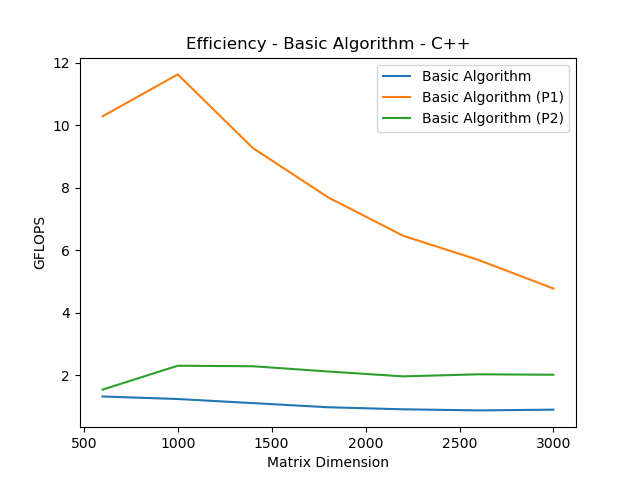 Efficiency - Basic Algorithm - C++
Basic Algorithm
Basic Algorithm (P1)
Basic Algorithm (P2)
GFLOPS
12
10
8
6
4
2
500
1000
1500
2000
2500
3000
Matrix Dimension